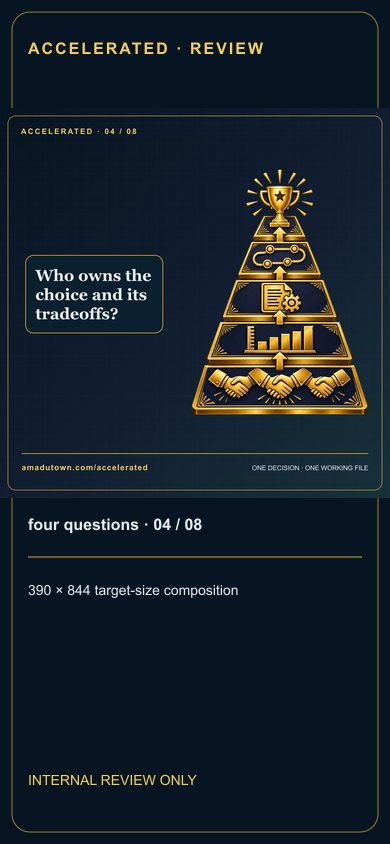 ACCELERATED · REVIEW
ACCELERATED · 04 / 08
Who owns the
choice and its
tradeoffs?
amadutown.com/accelerated
ONE DECISION · ONE WORKING FILE
four questions · 04 / 08
390 × 844 target-size composition
INTERNAL REVIEW ONLY